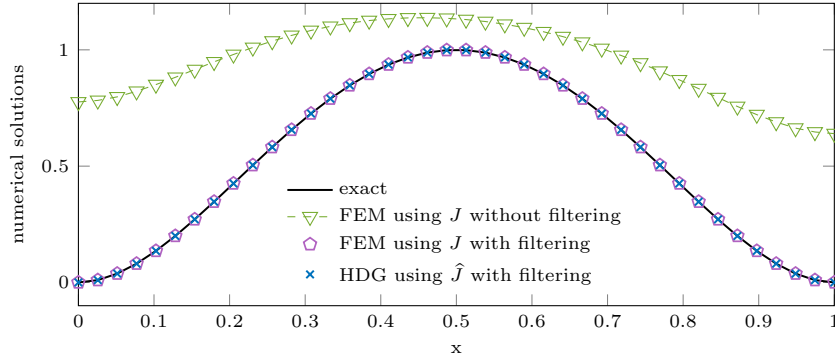 numerical solutions
1
0.5
0
exact
FEM using J without filtering
FEM using J with filtering
HDG using Ĵ with filtering
0 0.1 0.2 0.3 0.4 0.5 0.6 0.7 0.8 0.9 1
x